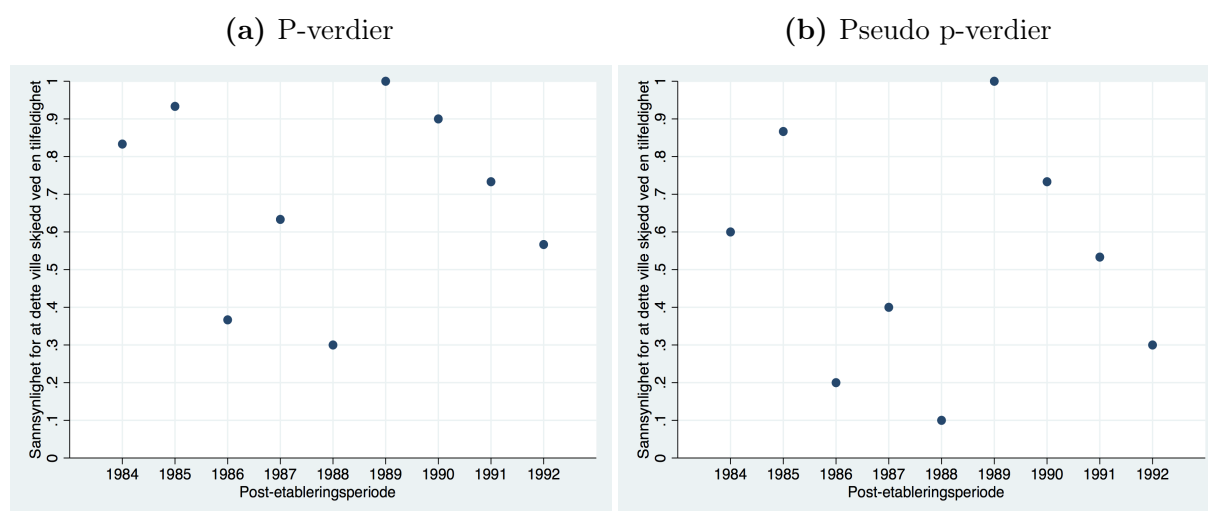 (a) P-verdier
Sannsynlighet for at dette ville skjedd ved en tilfeldighet
1
.9
.8
.7
.6
.5
.4
.3
.2
.1
0
1984 1985 1986 1987 1988 1989 1990 1991 1992
Post-etableringsperiode
(b) Pseudo p-verdier
Sannsynlighet for at dette ville skjedd ved en tilfeldighet
1
.9
.8
.7
.6
.5
.4
.3
.2
.1
0
1984 1985 1986 1987 1988 1989 1990 1991 1992
Post-etableringsperiode